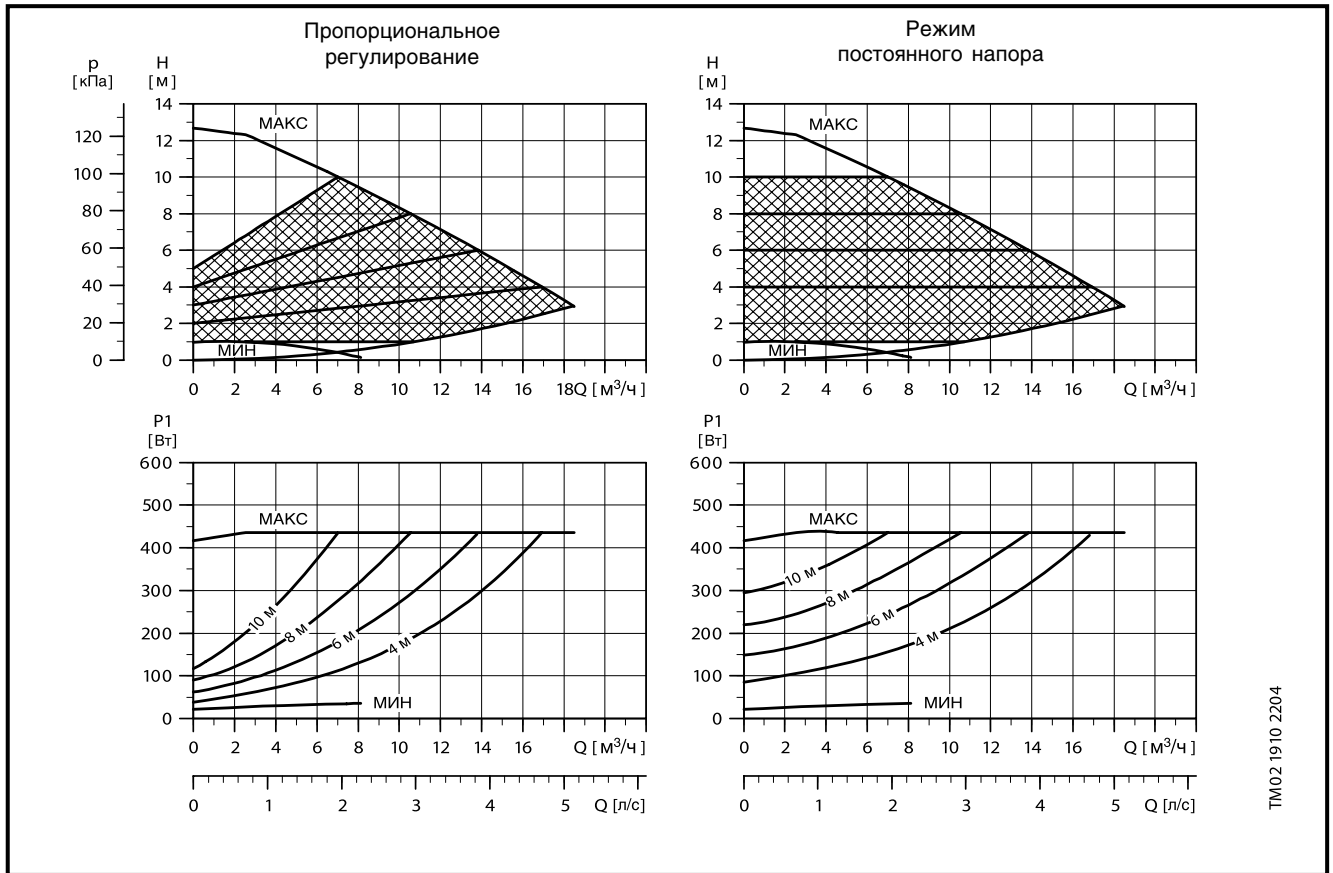 Пропорциональное
регулирование
Режим
постоянного напора
p
[кПа]
H
[м]
H
[м]
14
12
10
8
6
4
2
0
120
100
80
60
40
20
0
МАКС
МИН
0 2 4 6 8 10 12 14 16 18 Q [м³/ч]
14
12
10
8
6
4
2
0
МАКС
МИН
0 2 4 6 8 10 12 14 16 Q [м³/ч]
P1
[Вт]
600
500
400
300
200
100
0
МАКС
10 м
8 м
6 м
4 м
МИН
0 2 4 6 8 10 12 14 16 Q [м³/ч]
0 1 2 3 4 5 Q [л/с]
P1
[Вт]
600
500
400
300
200
100
0
МАКС
10 м
8 м
6 м
4 м
МИН
0 2 4 6 8 10 12 14 16 Q [м³/ч]
0 1 2 3 4 5 Q [л/с]
TM02 1910 2204